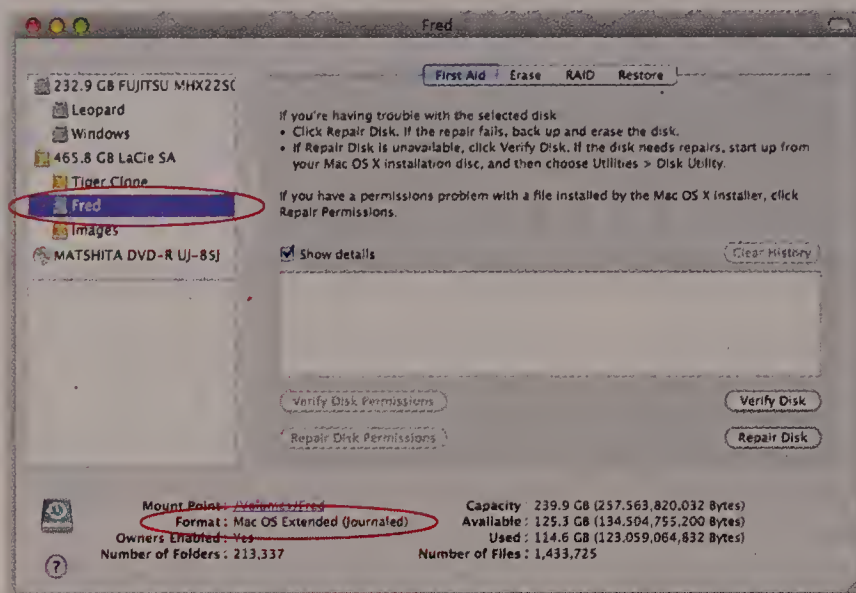 Fred
232.9 GB FUJITSU MHX22S(
Leopard
Windows
465.8 GB LaCie SA
Tiger Clone
Fred
Images
MATSHITA DVD-R UJ-85J
First Aid Erase RAID Restore
If you're having trouble with the selected disk
• Click Repair Disk. If the repair fails, back up and erase the disk.
• If Repair Disk is unavailable, click Verify Disk. If the disk needs repairs, start up from
your Mac OS X installation disc, and then choose Utilities > Disk Utility.
If you have a permissions problem with a file installed by the Mac OS X installer, click
Repair Permissions.
Show details
Clear History
Verify Disk Permissions
Verify Disk
Repair Disk Permissions
Repair Disk
Mount Point: /Volumes/Fred
Format: Mac OS Extended (Journaled)
Owners Enabled: Yes
Number of Folders: 213,337
Capacity: 239.9 GB (257,563,820,032 Bytes)
Available: 125.3 GB (134,504,755,200 Bytes)
Used: 114.6 GB (123,059,064,832 Bytes)
Number of Files: 1,433,725
?